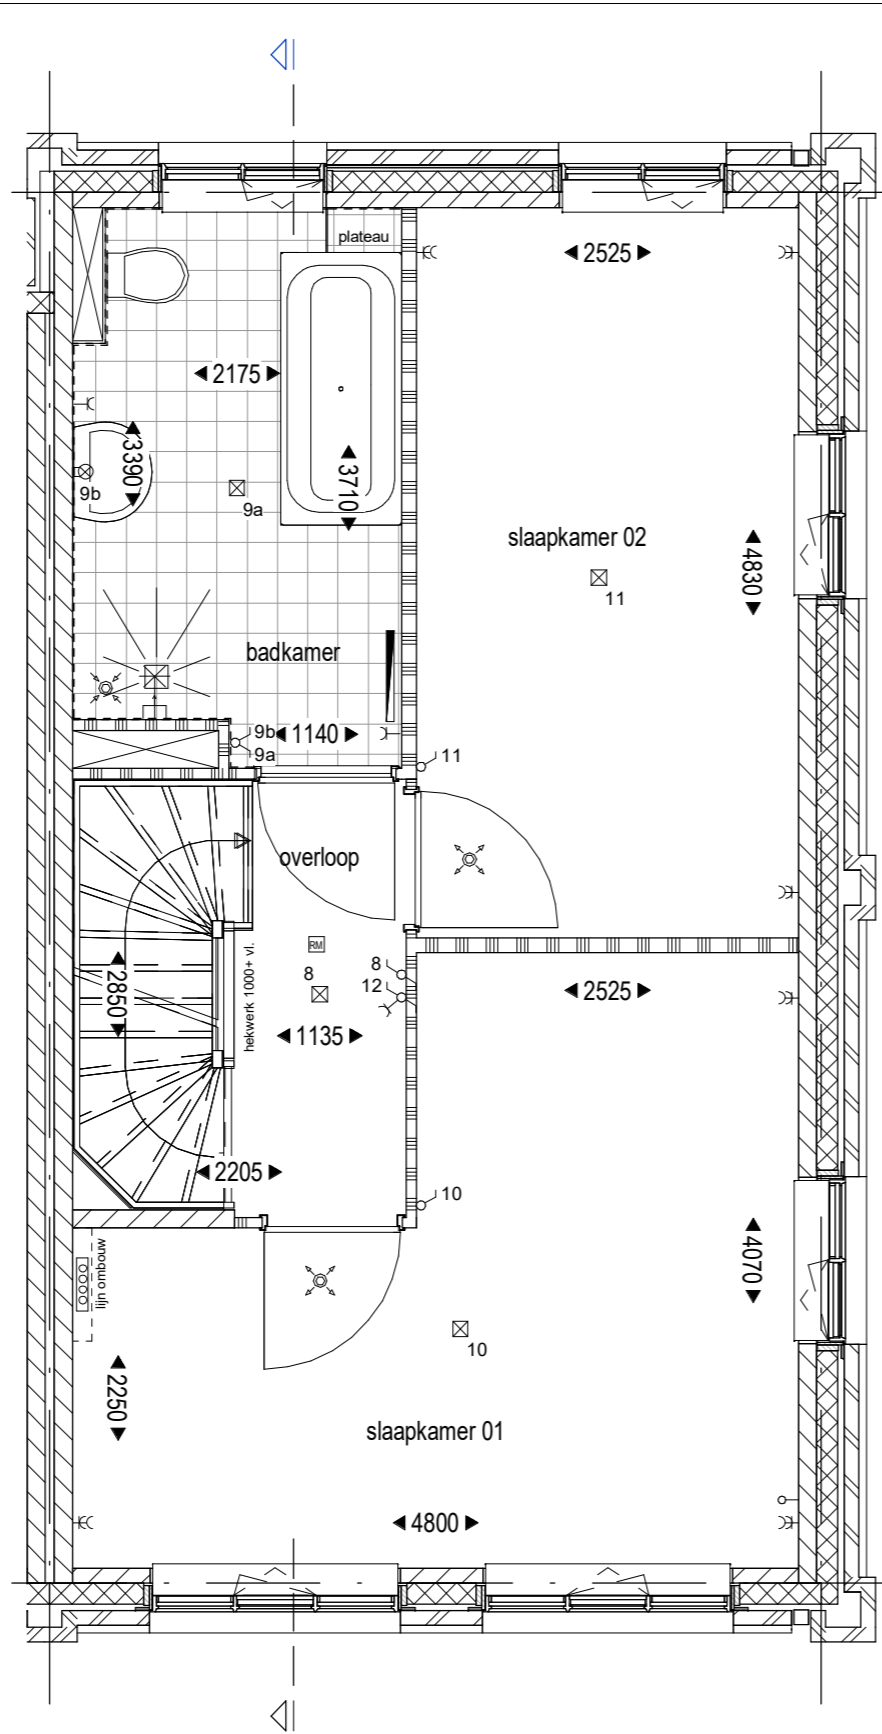 plateau
2525
2175
3390
3710
9b
9a
slaapkamer 02
11
4830
badkamer
9b
1140
9a
11
overloop
RM
8
8
12
2850
hekwerk 1000+ vl.
2525
1135
2205
10
lijn ombouw
4070
10
2250
slaapkamer 01
4800